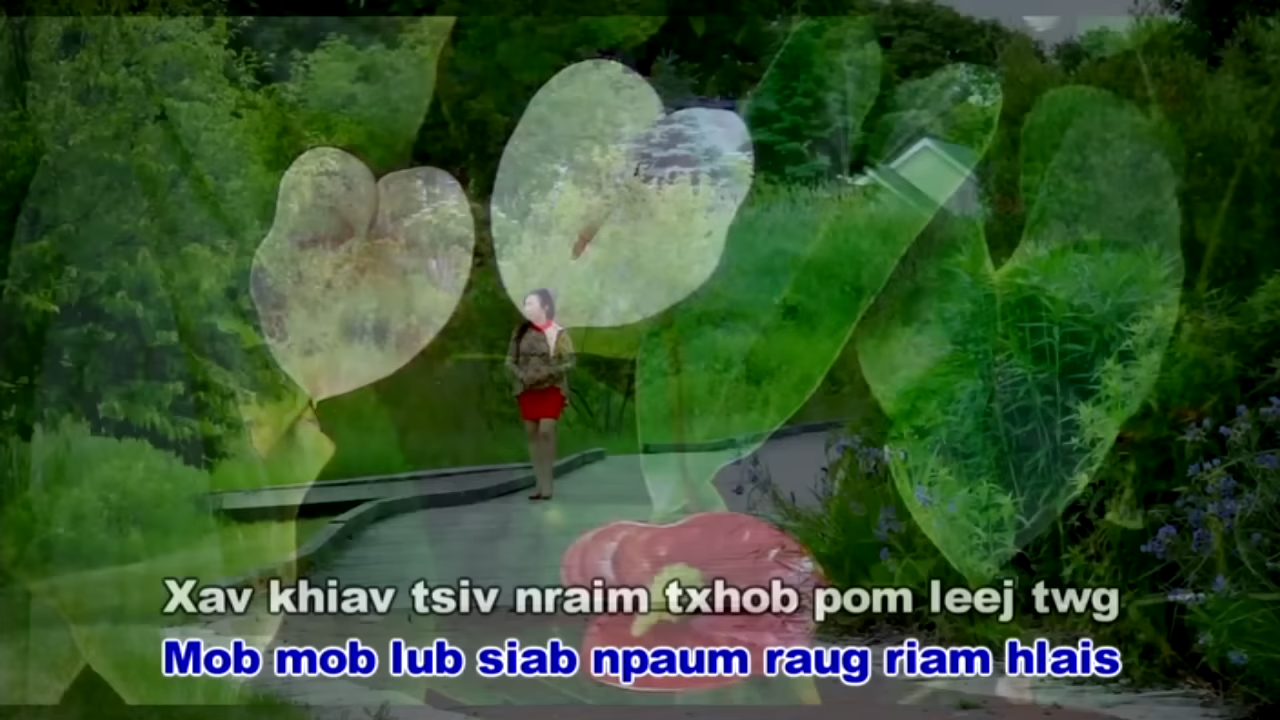 Xav khiav tsiv nraim txhob pom leej twg
Mob mob lub siab npaum raug riam hlais